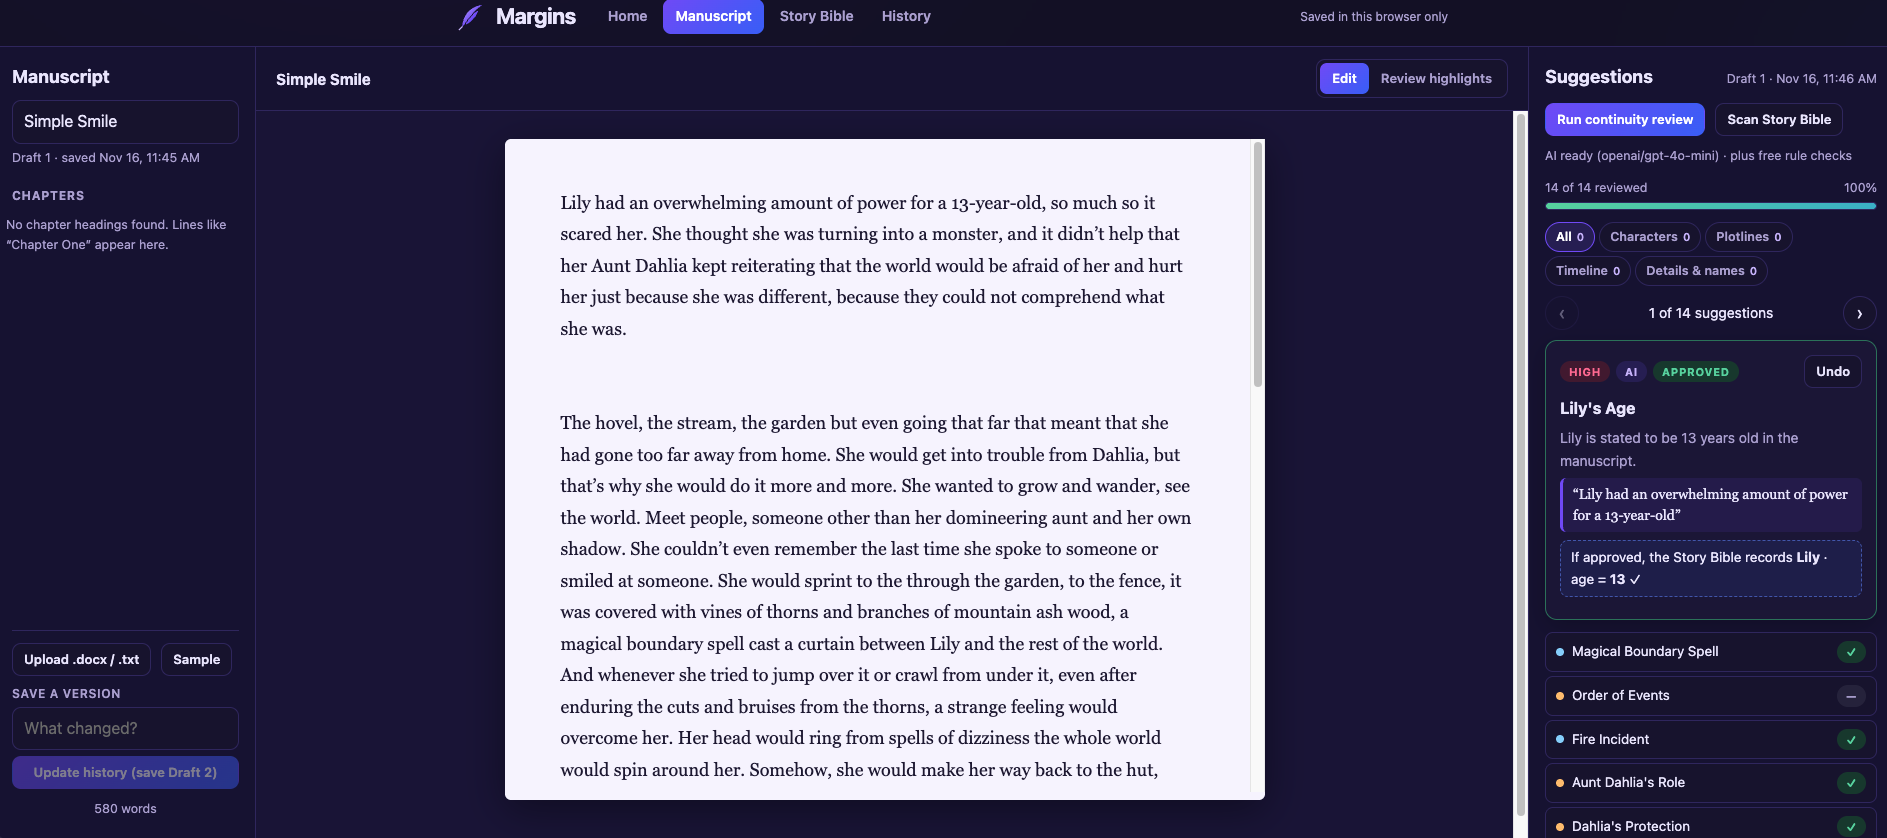 Margins
Home
Manuscript
Story Bible
History
Saved in this browser only
Manuscript
Simple Smile
Draft 1 · saved Nov 16, 11:45 AM
CHAPTERS
No chapter headings found. Lines like
“Chapter One” appear here.
Upload .docx / .txt
Sample
SAVE A VERSION
What changed?
Update history (save Draft 2)
580 words
Simple Smile
Edit
Review highlights
Lily had an overwhelming amount of power for a 13-year-old, so much so it
scared her. She thought she was turning into a monster, and it didn’t help that
her Aunt Dahlia kept reiterating that the world would be afraid of her and hurt
her just because she was different, because they could not comprehend what
she was.
The hovel, the stream, the garden but even going that far that meant that she
had gone too far away from home. She would get into trouble from Dahlia, but
that’s why she would do it more and more. She wanted to grow and wander, see
the world. Meet people, someone other than her domineering aunt and her own
shadow. She couldn’t even remember the last time she spoke to someone or
smiled at someone. She would sprint to the through the garden, to the fence, it
was covered with vines of thorns and branches of mountain ash wood, a
magical boundary spell cast a curtain between Lily and the rest of the world.
And whenever she tried to jump over it or crawl from under it, even after
enduring the cuts and bruises from the thorns, a strange feeling would
overcome her. Her head would ring from spells of dizziness the whole world
would spin around her. Somehow, she would make her way back to the hut,
Suggestions
Draft 1 · Nov 16, 11:46 AM
Run continuity review
Scan Story Bible
AI ready (openai/gpt-4o-mini) · plus free rule checks
14 of 14 reviewed
100%
All 0
Characters 0
Plotlines 0
Timeline 0
Details & names 0
‹
1 of 14 suggestions
›
HIGH
AI
APPROVED
Undo
Lily's Age
Lily is stated to be 13 years old in the
manuscript.
“Lily had an overwhelming amount of power
for a 13-year-old”
If approved, the Story Bible records Lily ·
age = 13 ✓
Magical Boundary Spell
✓
Order of Events
–
Fire Incident
✓
Aunt Dahlia's Role
✓
Dahlia's Protection
✓